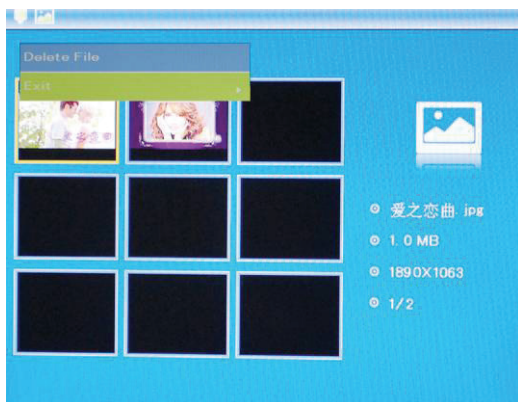 Delete File
Exit
爱之恋曲.jpg
1.0 MB
1890X1063
1/2